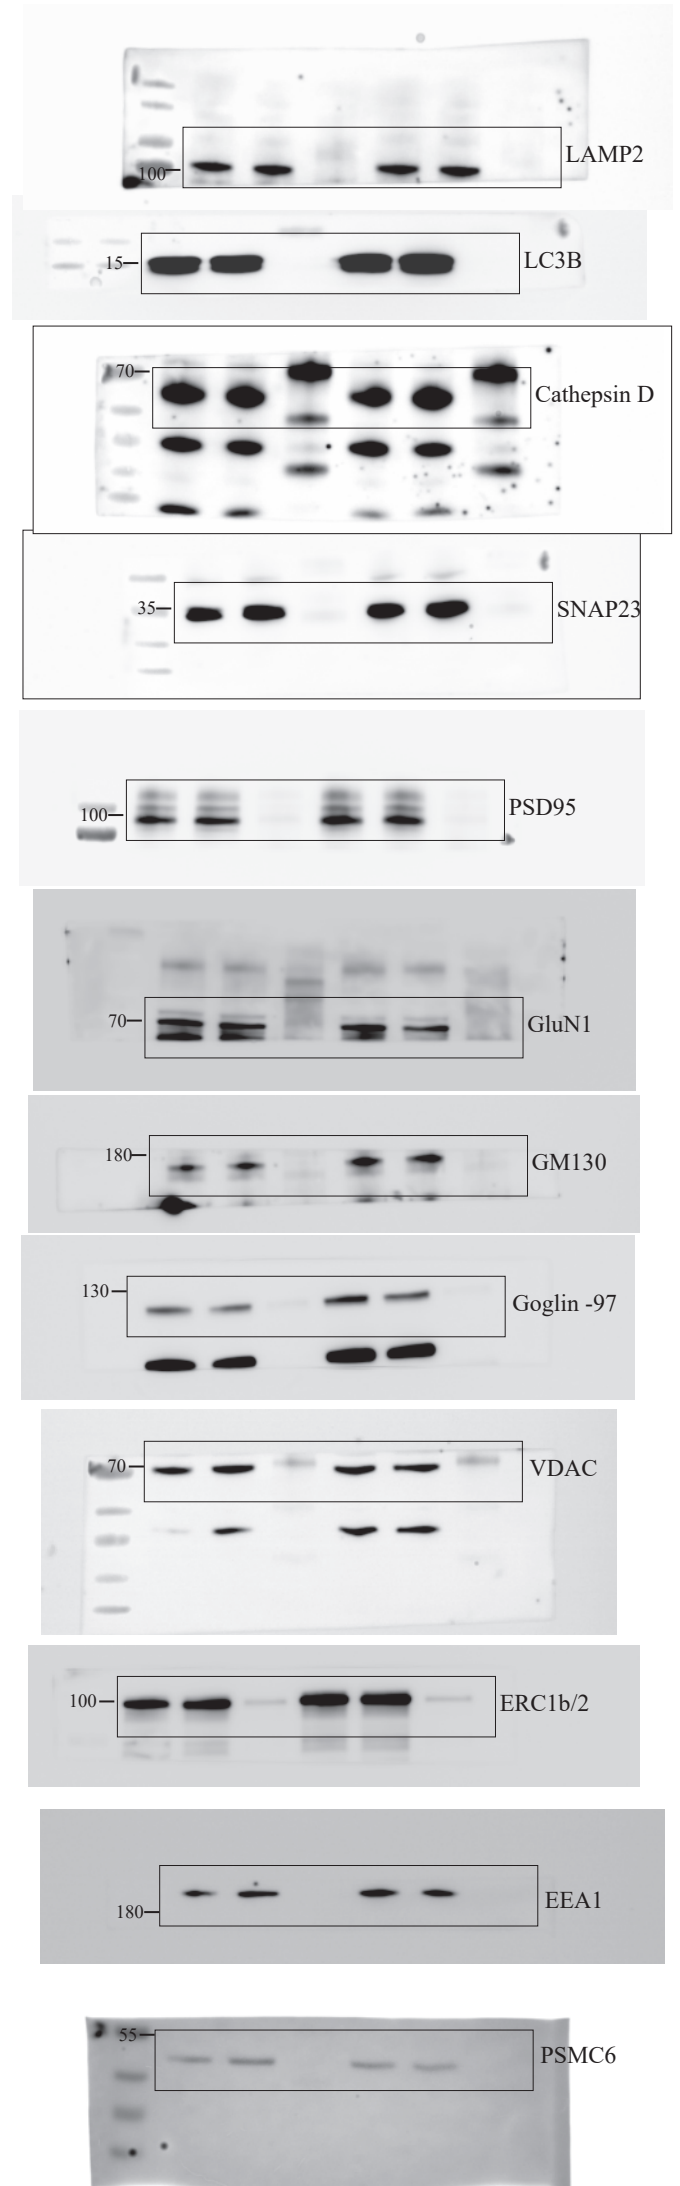 LAMP2
100
LC3B
15
70
Cathepsin D
35
SNAP23
PSD95
100
70
GluN1
180
GM130
130
Goglin -97
70
VDAC
100
ERC1b/2
EEA1
180
55
PSMC6